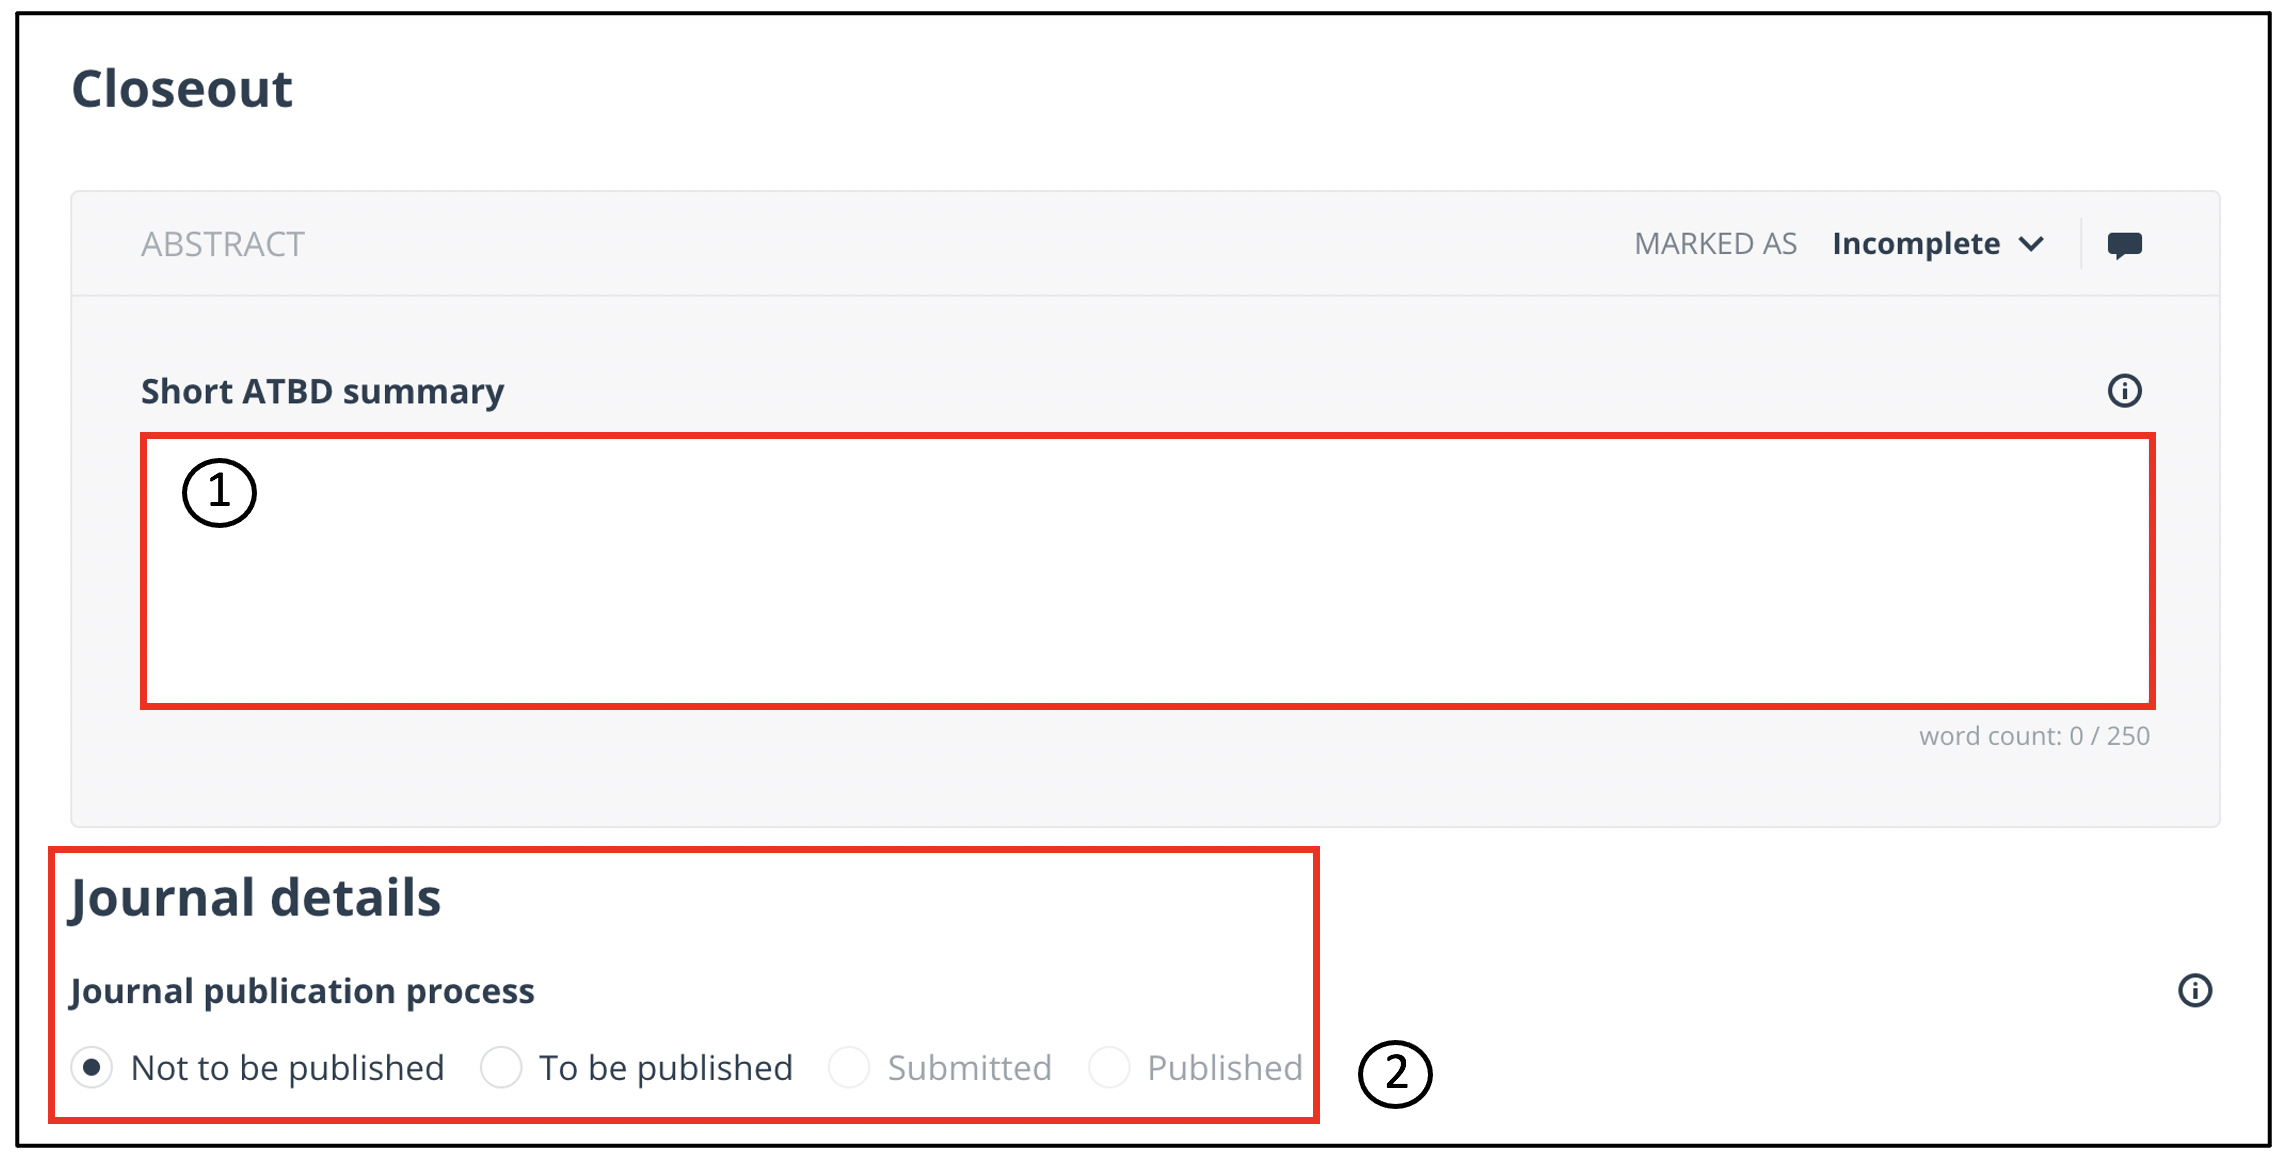 Closeout
ABSTRACT MARKED AS Incomplete
Short ATBD summary
1
word count: 0 / 250
Journal details
Journal publication process
Not to be published To be published Submitted Published 2